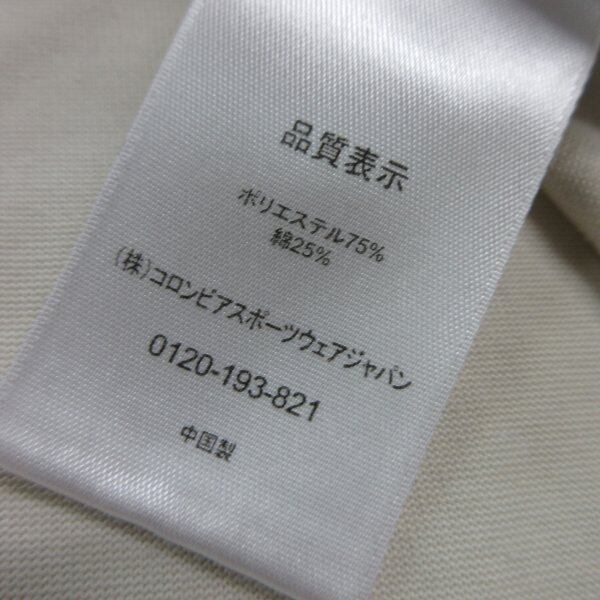 品質表示
ポリエステル75%
綿25%
(株)コロンビアスポーツウェアジャパン
0120-193-821
中国製